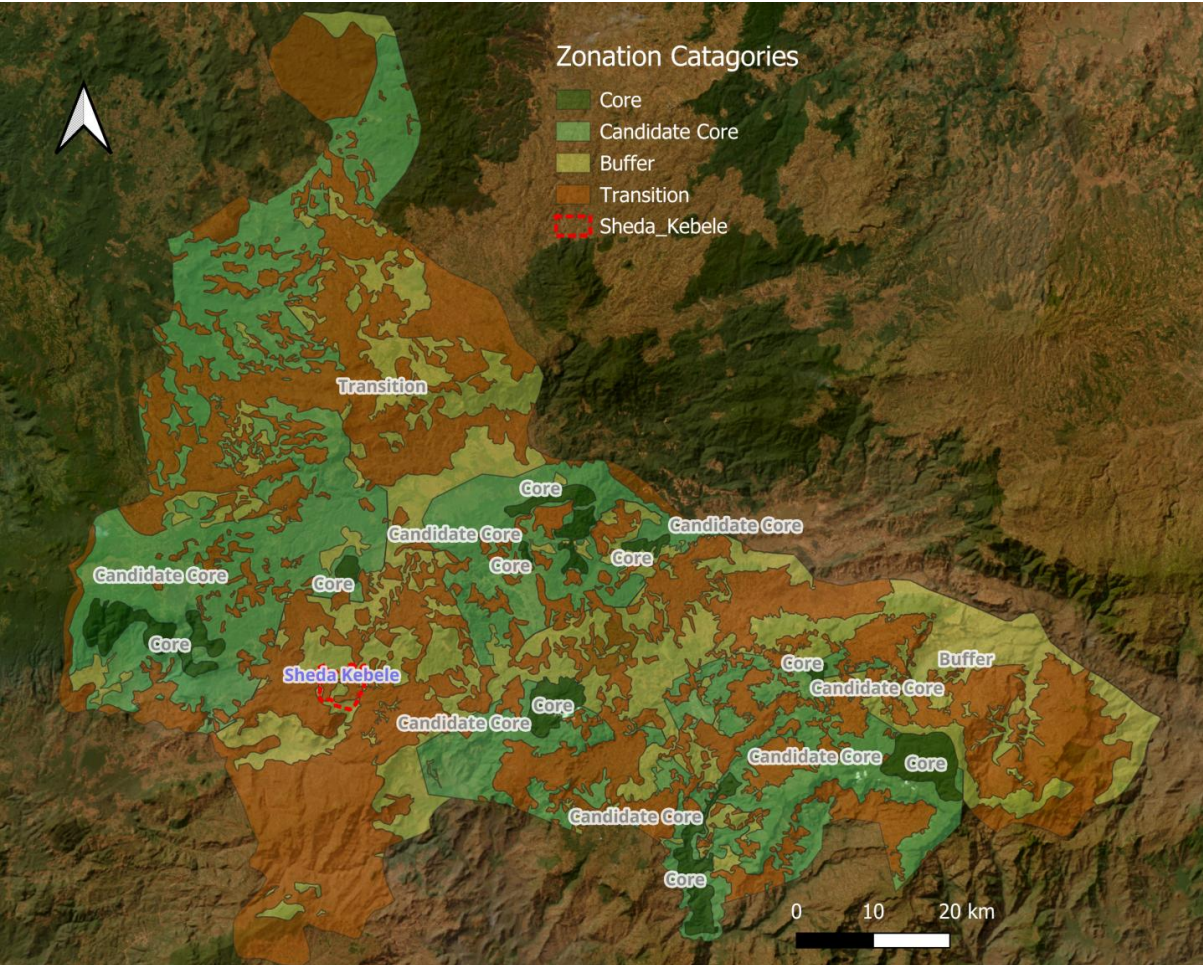 Zonation Catagories
Core
Candidate Core
Buffer
Transition
Sheda_Kebele
Transition
Core
Candidate Core
Candidate Core
Core
Core
Candidate Core
Core
Core
Core
Buffer
Sheda Kebele
Candidate Core
Core
Candidate Core
Candidate Core
Core
Candidate Core
Core
0 10 20 km